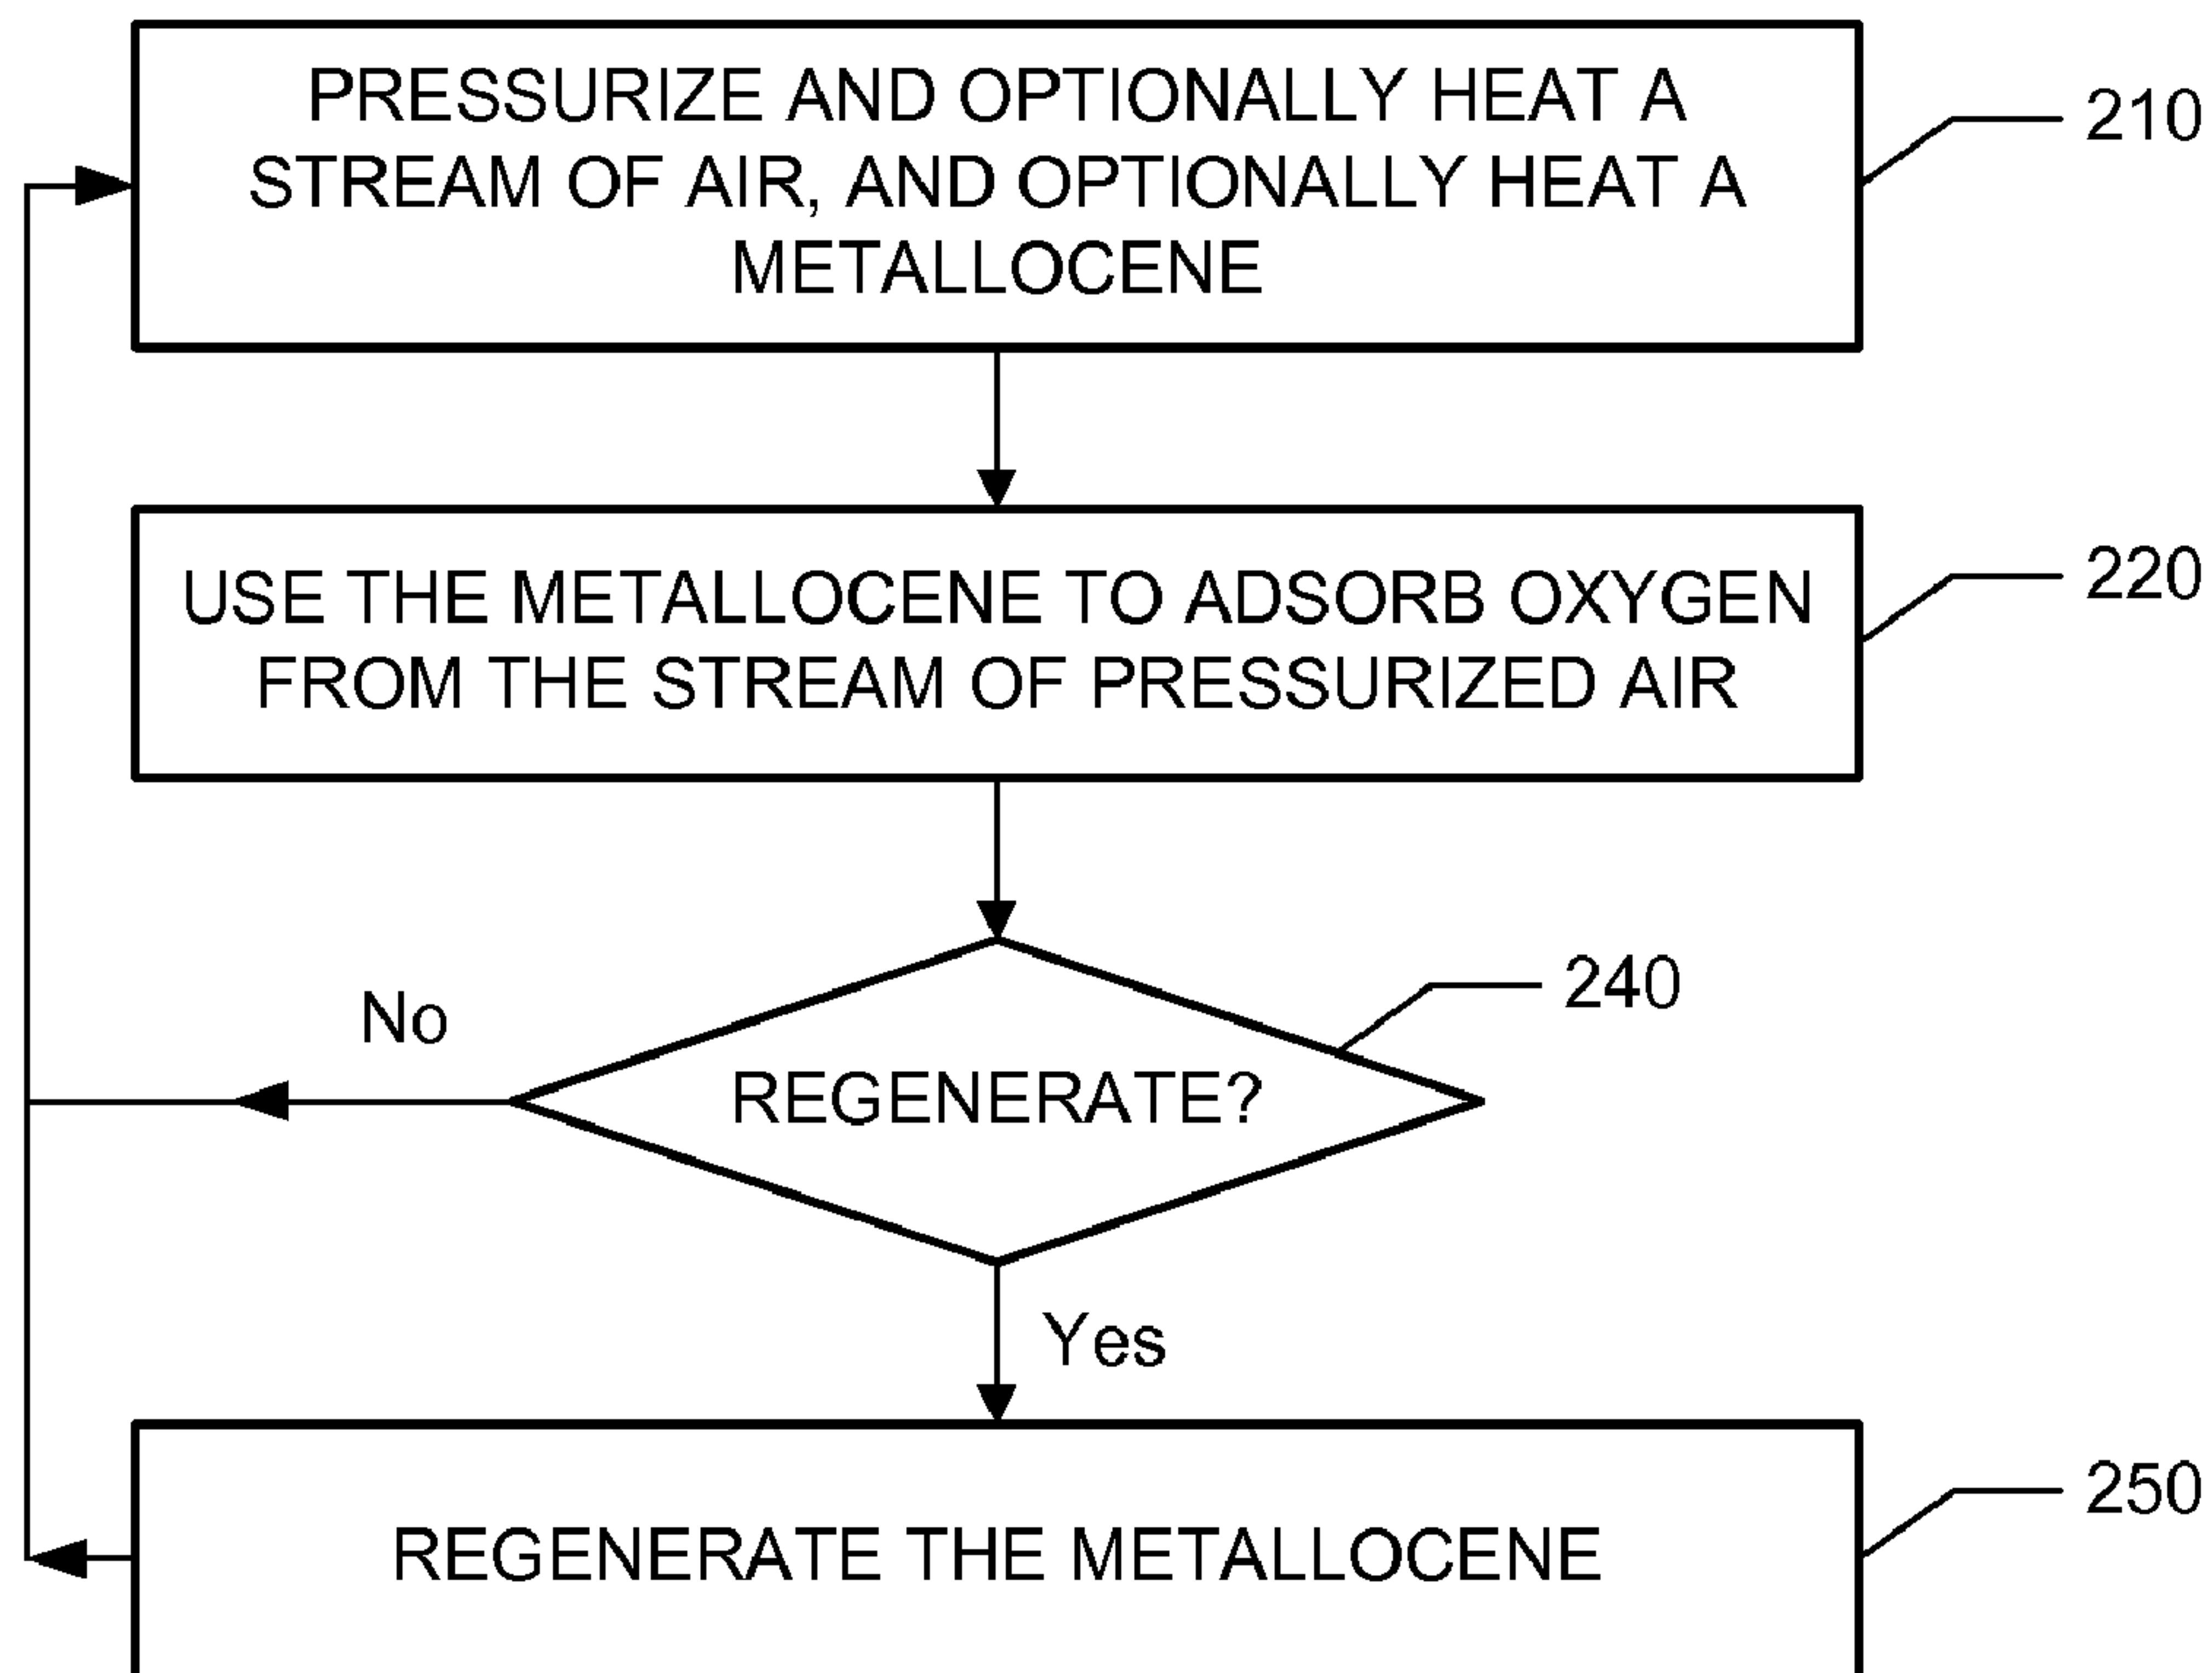 PRESSURIZE AND OPTIONALLY HEAT A
STREAM OF AIR, AND OPTIONALLY HEAT A
METALLOCENE
210
USE THE METALLOCENE TO ADSORB OXYGEN
FROM THE STREAM OF PRESSURIZED AIR
220
No
REGENERATE?
240
Yes
REGENERATE THE METALLOCENE
250